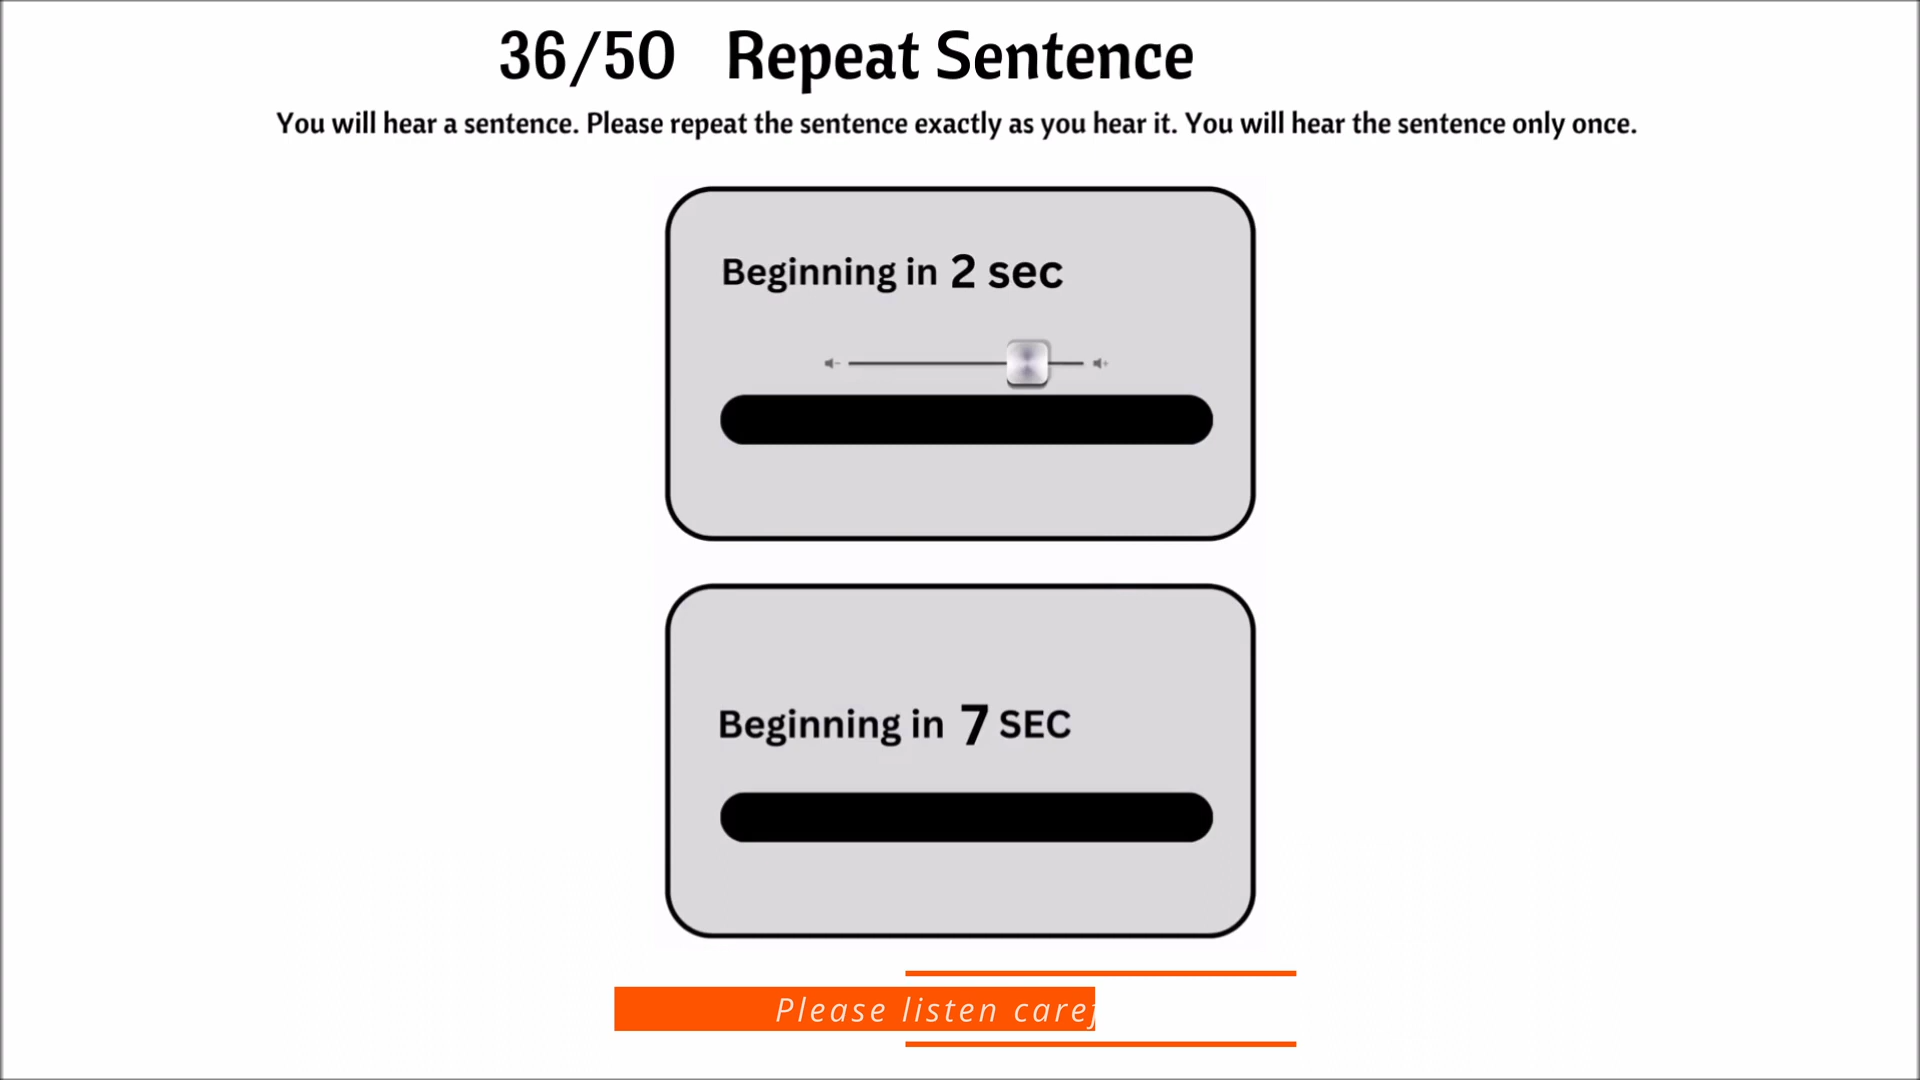 36/50 Repeat Sentence
You will hear a sentence. Please repeat the sentence exactly as you hear it. You will hear the sentence only once.
Beginning in 2 sec
Beginning in 7 SEC
Please listen caref